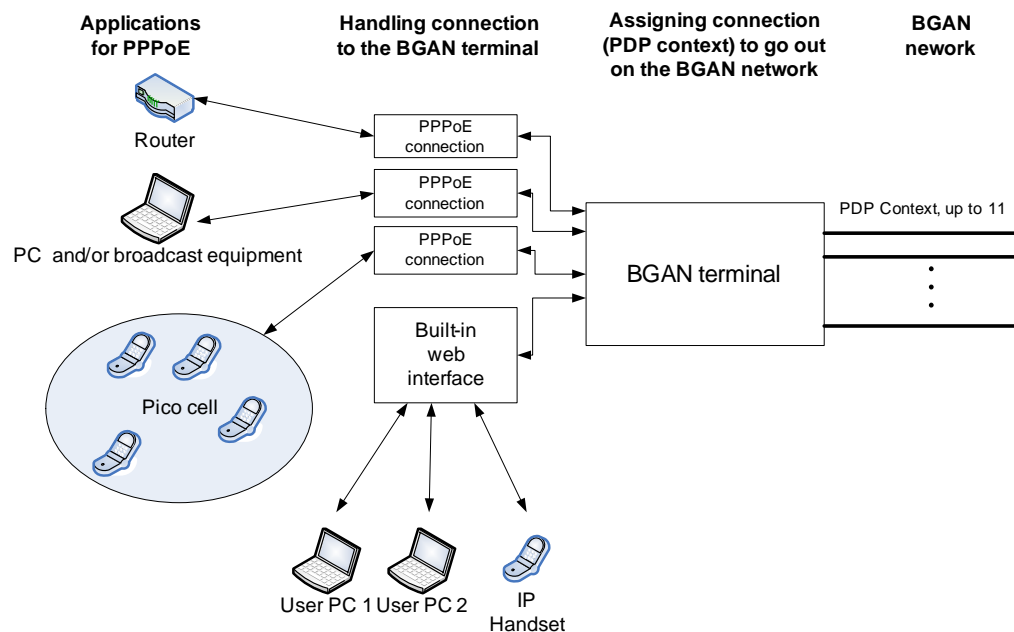 Applications
for PPPoE
Handling connection
to the BGAN terminal
Assigning connection
(PDP context) to go out
on the BGAN network
BGAN
nework
Router
PPPoE
connection
PPPoE
connection
PC and/or broadcast equipment
PPPoE
connection
BGAN terminal
PDP Context, up to 11
Built-in
web
interface
Pico cell
User PC 1
User PC 2
IP
Handset